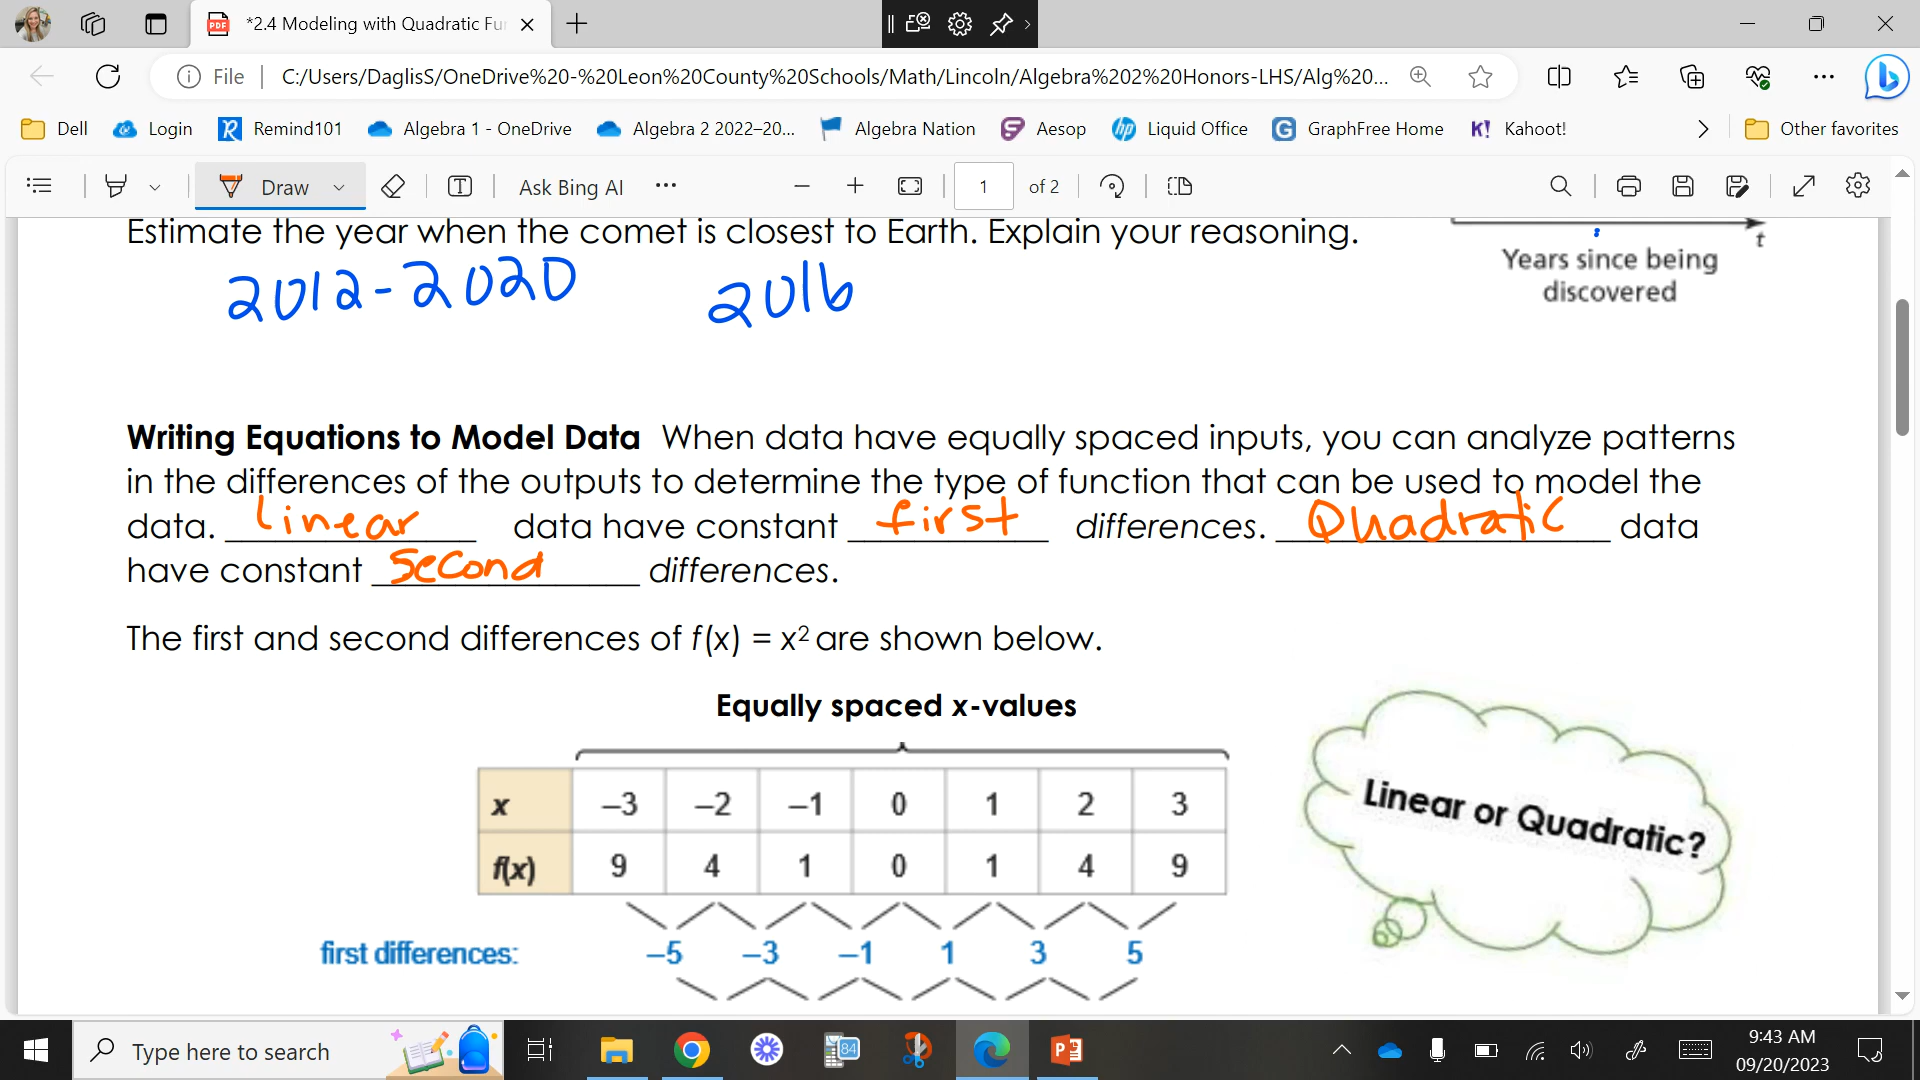 *2.4 Modeling with Quadratic Fu
File C:/Users/DaglisS/OneDrive%20-%20Leon%20County%20Schools/Math/Lincoln/Algebra%202%20Honors-LHS/Alg%20...
Dell Login Remind101 Algebra 1 - OneDrive Algebra 2 2022–20... Algebra Nation Aesop Liquid Office GraphFree Home Kahoot! Other favorites
Draw Ask Bing AI 1 of 2
Estimate the year when the comet is closest to Earth. Explain your reasoning.
t
Years since being
discovered
2012-2020 2016
Writing Equations to Model Data When data have equally spaced inputs, you can analyze patterns
in the differences of the outputs to determine the type of function that can be used to model the
data. linear data have constant first differences. Quadratic data
have constant second differences.
The first and second differences of f(x) = x² are shown below.
Equally spaced x-values
x –3 –2 –1 0 1 2 3
f(x) 9 4 1 0 1 4 9
first differences: –5 –3 –1 1 3 5
Linear or Quadratic?
Type here to search
84
9:43 AM
09/20/2023